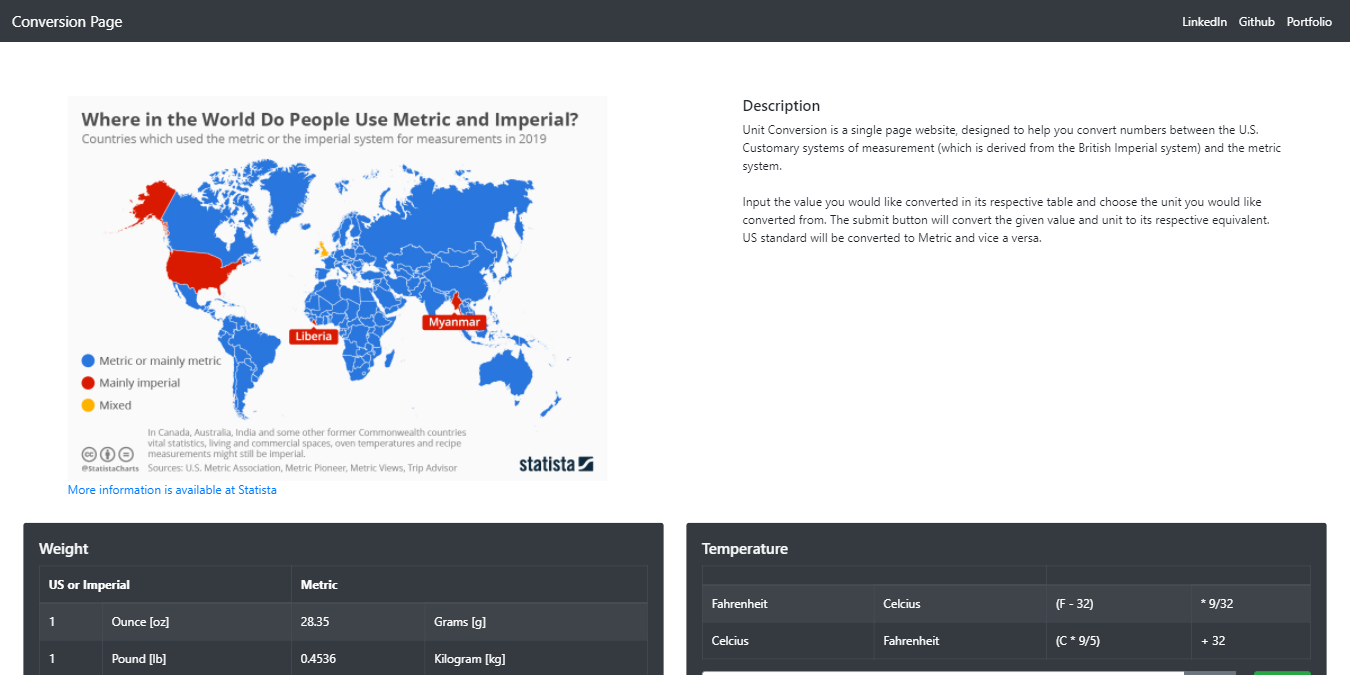 Conversion Page
LinkedIn Github Portfolio
Where in the World Do People Use Metric and Imperial?
Countries which used the metric or the imperial system for measurements in 2019
Liberia
Myanmar
Metric or mainly metric
Mainly imperial
Mixed
In Canada, Australia, India and some other former Commonwealth countries
vital statistics, living and commercial spaces, oven temperatures and recipe
measurements might still be imperial.
@StatistaCharts Sources: U.S. Metric Association, Metric Pioneer, Metric Views, Trip Advisor
statista
More information is available at Statista
Description
Unit Conversion is a single page website, designed to help you convert numbers between the U.S.
Customary systems of measurement (which is derived from the British Imperial system) and the metric
system.
Input the value you would like converted in its respective table and choose the unit you would like
converted from. The submit button will convert the given value and unit to its respective equivalent.
US standard will be converted to Metric and vice a versa.
Weight
US or Imperial Metric
1 Ounce [oz] 28.35 Grams [g]
1 Pound [lb] 0.4536 Kilogram [kg]
Temperature
Fahrenheit Celcius (F - 32) * 9/32
Celcius Fahrenheit (C * 9/5) + 32